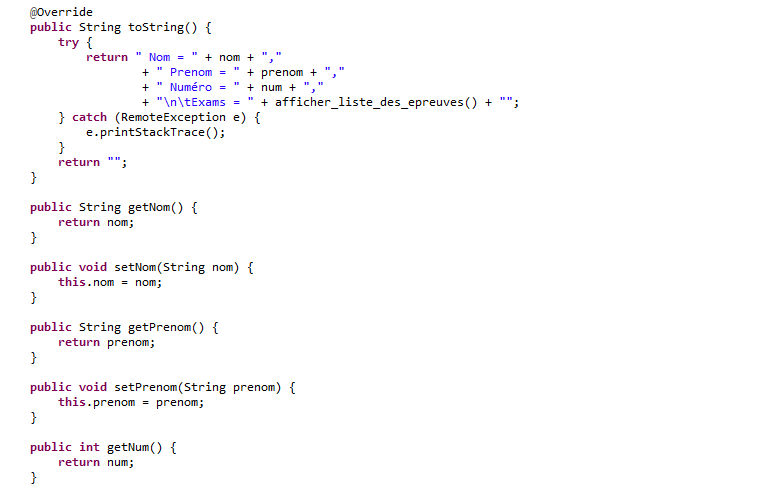 @Override
public String toString() {
    try {
        return " Nom = " + nom + ","
                + " Prenom = " + prenom + ","
                + " Numéro = " + num + ","
                + "\n\tExams = " + afficher_liste_des_epreuves() + "";
    } catch (RemoteException e) {
        e.printStackTrace();
    }
    return "";
}

public String getNom() {
    return nom;
}

public void setNom(String nom) {
    this.nom = nom;
}

public String getPrenom() {
    return prenom;
}

public void setPrenom(String prenom) {
    this.prenom = prenom;
}

public int getNum() {
    return num;
}